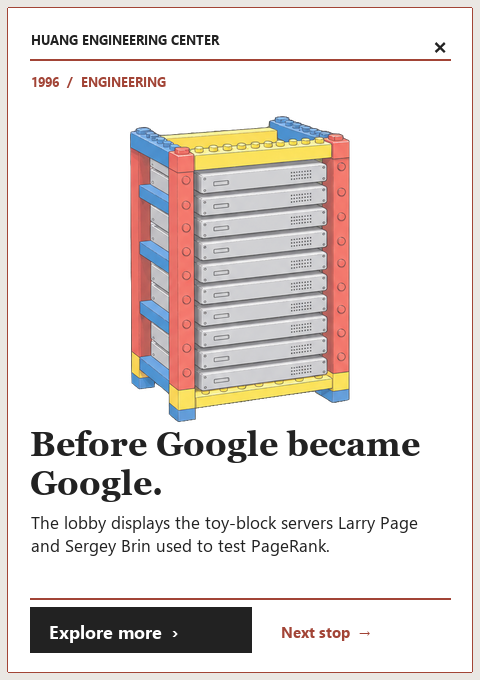 HUANG ENGINEERING CENTER
×
1996 / ENGINEERING
Before Google became
Google.
The lobby displays the toy-block servers Larry Page
and Sergey Brin used to test PageRank.
Explore more ›
Next stop →